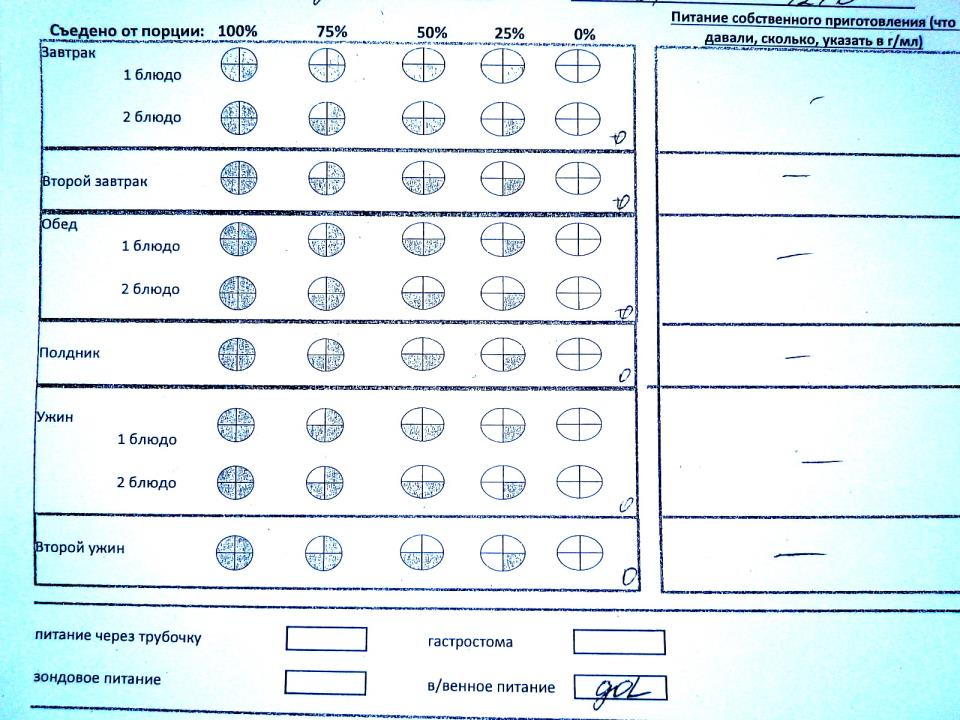 Съедено от порции: 100% 75% 50% 25% 0%
Питание собственного приготовления (что
давали, сколько, указать в г/мл)
Завтрак
1 блюдо
2 блюдо
0
—
Второй завтрак
0
—
Обед
1 блюдо
2 блюдо
0
—
Полдник
0
—
Ужин
1 блюдо
2 блюдо
0
—
Второй ужин
0
—
питание через трубочку
гастростома
зондовое питание
в/венное питание